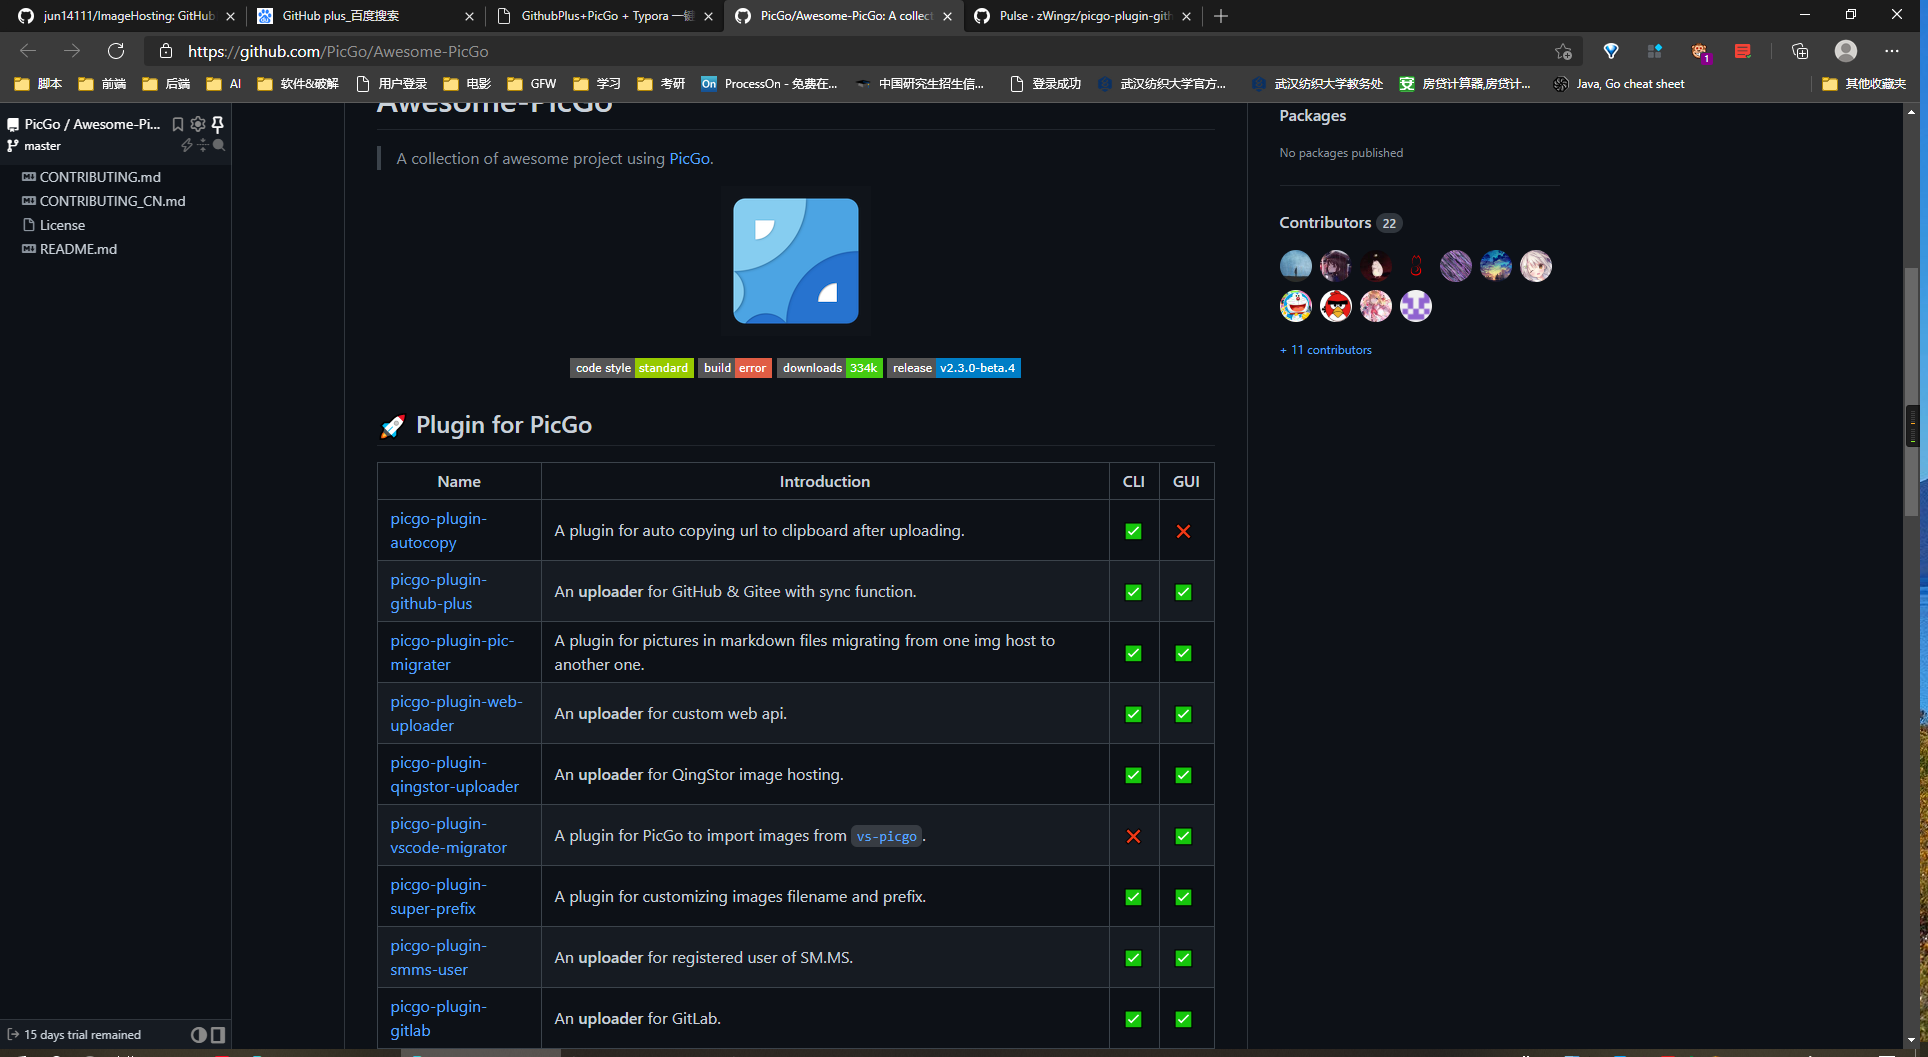 jun14111/ImageHosting: GitHub
GitHub plus_百度搜索
GithubPlus+PicGo + Typora 一键
PicGo/Awesome-PicGo: A collect
Pulse · zWingz/picgo-plugin-gith
https://github.com/PicGo/Awesome-PicGo
1
脚本
前端
后端
AI
软件&破解
用户登录
电影
GFW
学习
考研
On
ProcessOn - 免费在...
中国研究生招生信...
登录成功
武汉纺织大学官方...
武汉纺织大学教务处
房贷计算器,房贷计...
Java, Go cheat sheet
其他收藏夹
PicGo / Awesome-Pi...
master
CONTRIBUTING.md
CONTRIBUTING_CN.md
License
README.md
15 days trial remained
Awesome-PicGo
A collection of awesome project using PicGo.
code style standard
build error
downloads 334k
release v2.3.0-beta.4
Plugin for PicGo
Name Introduction CLI GUI
picgo-plugin-
autocopy
A plugin for auto copying url to clipboard after uploading.
picgo-plugin-
github-plus
An uploader for GitHub & Gitee with sync function.
picgo-plugin-pic-
migrater
A plugin for pictures in markdown files migrating from one img host to
another one.
picgo-plugin-web-
uploader
An uploader for custom web api.
picgo-plugin-
qingstor-uploader
An uploader for QingStor image hosting.
picgo-plugin-
vscode-migrator
A plugin for PicGo to import images from vs-picgo.
picgo-plugin-
super-prefix
A plugin for customizing images filename and prefix.
picgo-plugin-
smms-user
An uploader for registered user of SM.MS.
picgo-plugin-
gitlab
An uploader for GitLab.
Packages
No packages published
Contributors 22
+ 11 contributors